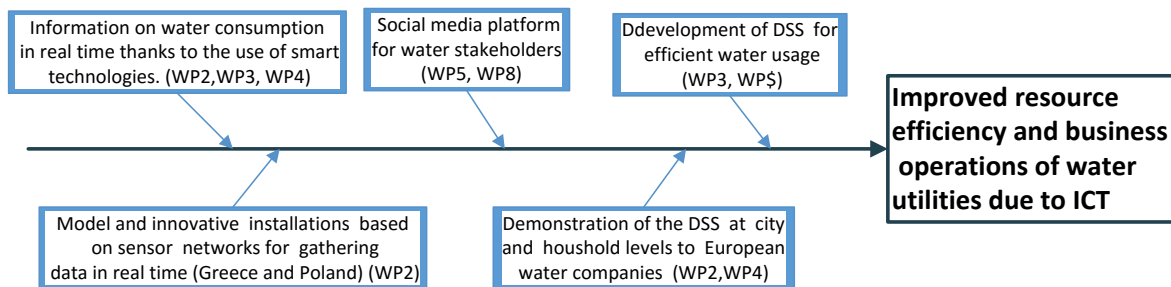 Information on water consumption
in real time thanks to the use of smart
technologies. (WP2,WP3, WP4)
Social media platform
for water stakeholders
(WP5, WP8)
Ddevelopment of DSS for
efficient water usage
(WP3, WP$)
Improved resource
efficiency and business
operations of water
utilities due to ICT
Model and innovative installations based
on sensor networks for gathering
data in real time (Greece and Poland) (WP2)
Demonstration of the DSS at city
and houshold levels to European
water companies (WP2,WP4)